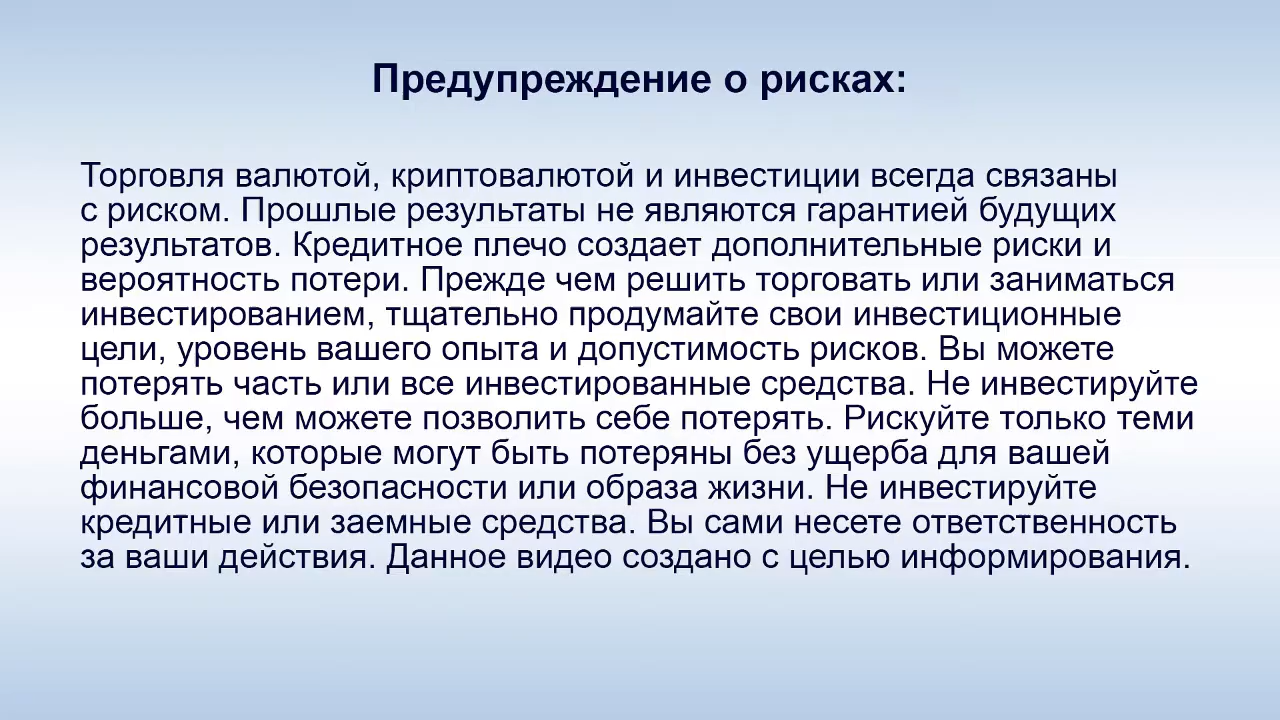 Предупреждение о рисках:
Торговля валютой, криптовалютой и инвестиции всегда связаны
с риском. Прошлые результаты не являются гарантией будущих
результатов. Кредитное плечо создает дополнительные риски и
вероятность потери. Прежде чем решить торговать или заниматься
инвестированием, тщательно продумайте свои инвестиционные
цели, уровень вашего опыта и допустимость рисков. Вы можете
потерять часть или все инвестированные средства. Не инвестируйте
больше, чем можете позволить себе потерять. Рискуйте только теми
деньгами, которые могут быть потеряны без ущерба для вашей
финансовой безопасности или образа жизни. Не инвестируйте
кредитные или заемные средства. Вы сами несете ответственность
за ваши действия. Данное видео создано с целью информирования.